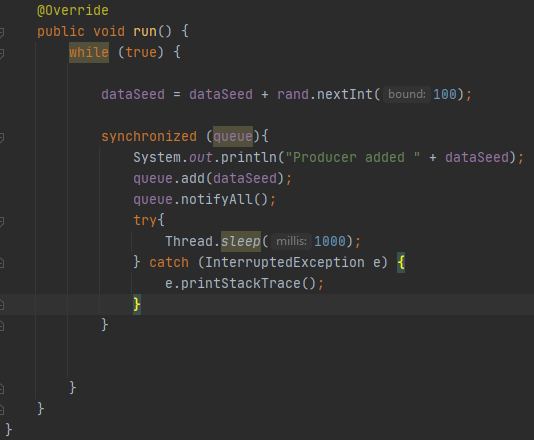 @Override
public void run() {
while (true) {
dataSeed = dataSeed + rand.nextInt( bound: 100);
synchronized (queue){
System.out.println("Producer added " + dataSeed);
queue.add(dataSeed);
queue.notifyAll();
try{
Thread.sleep( millis: 1000);
} catch (InterruptedException e) {
e.printStackTrace();
}
}
}
}
}